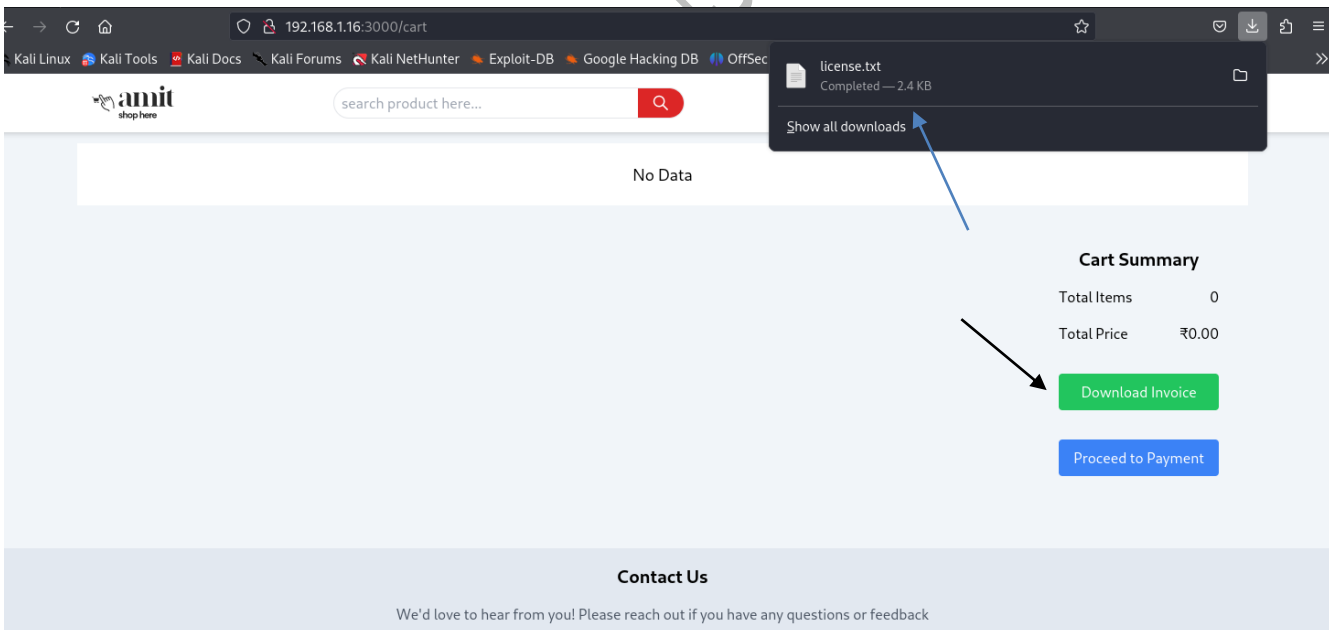 192.168.1.16:3000/cart
Kali Linux Kali Tools Kali Docs Kali Forums Kali NetHunter Exploit-DB Google Hacking DB OffSec
license.txt
Completed — 2.4 KB
Show all downloads
amit
shop here
search product here...
No Data
Cart Summary
Total Items 0
Total Price ₹0.00
Download Invoice
Proceed to Payment
Contact Us
We'd love to hear from you! Please reach out if you have any questions or feedback